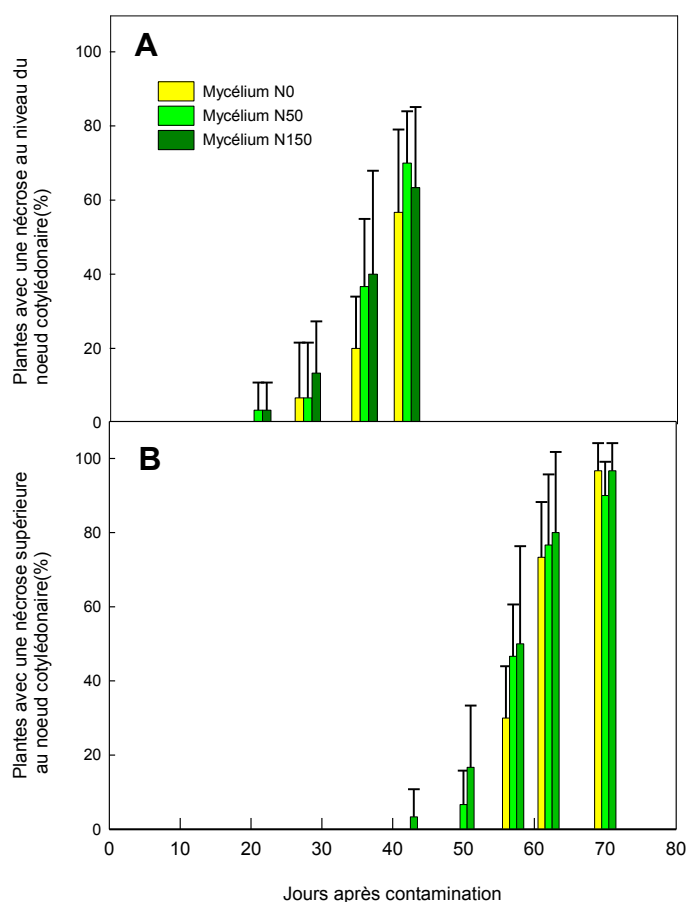 A
Mycélium N0
Mycélium N50
Mycélium N150
Plantes avec une nécrose au niveau du
noeud cotylédonaire(%)
100
80
60
40
20
0
B
Plantes avec une nécrose supérieure
au noeud cotylédonaire(%)
100
80
60
40
20
0
0 10 20 30 40 50 60 70 80
Jours après contamination